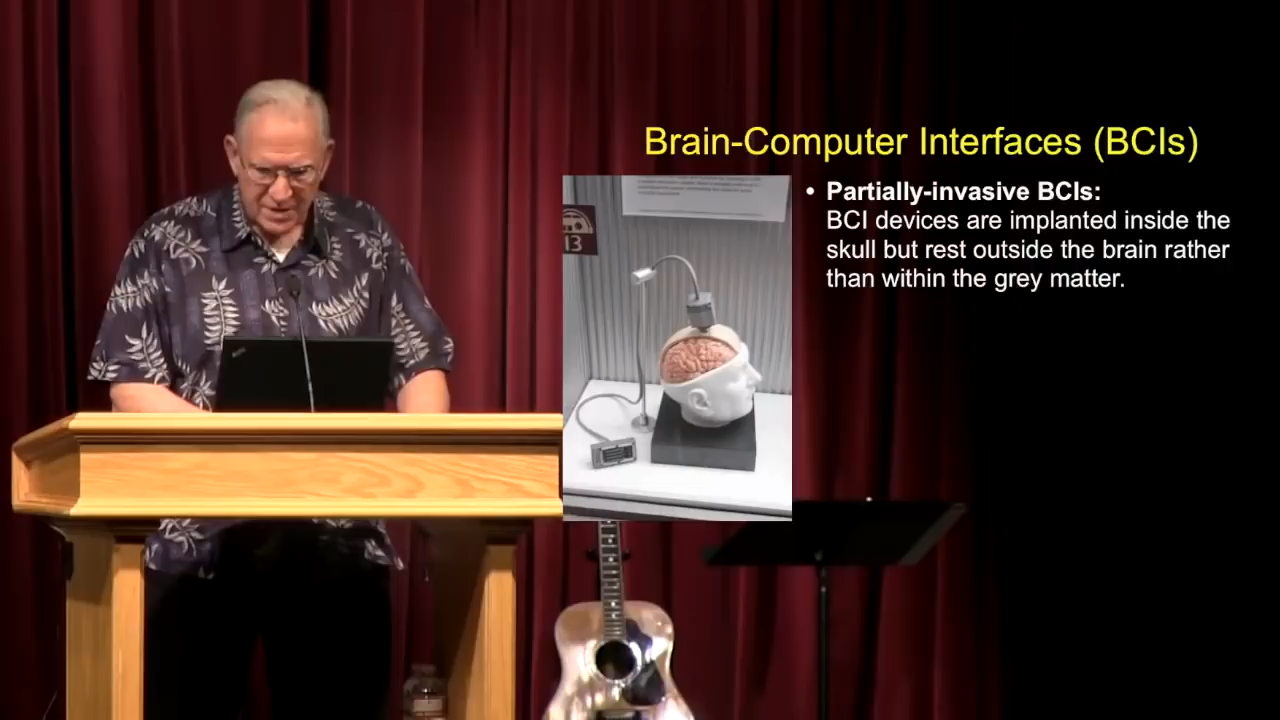 Brain-Computer Interfaces (BCIs)
• Partially-invasive BCIs:
BCI devices are implanted inside the
skull but rest outside the brain rather
than within the grey matter.
13